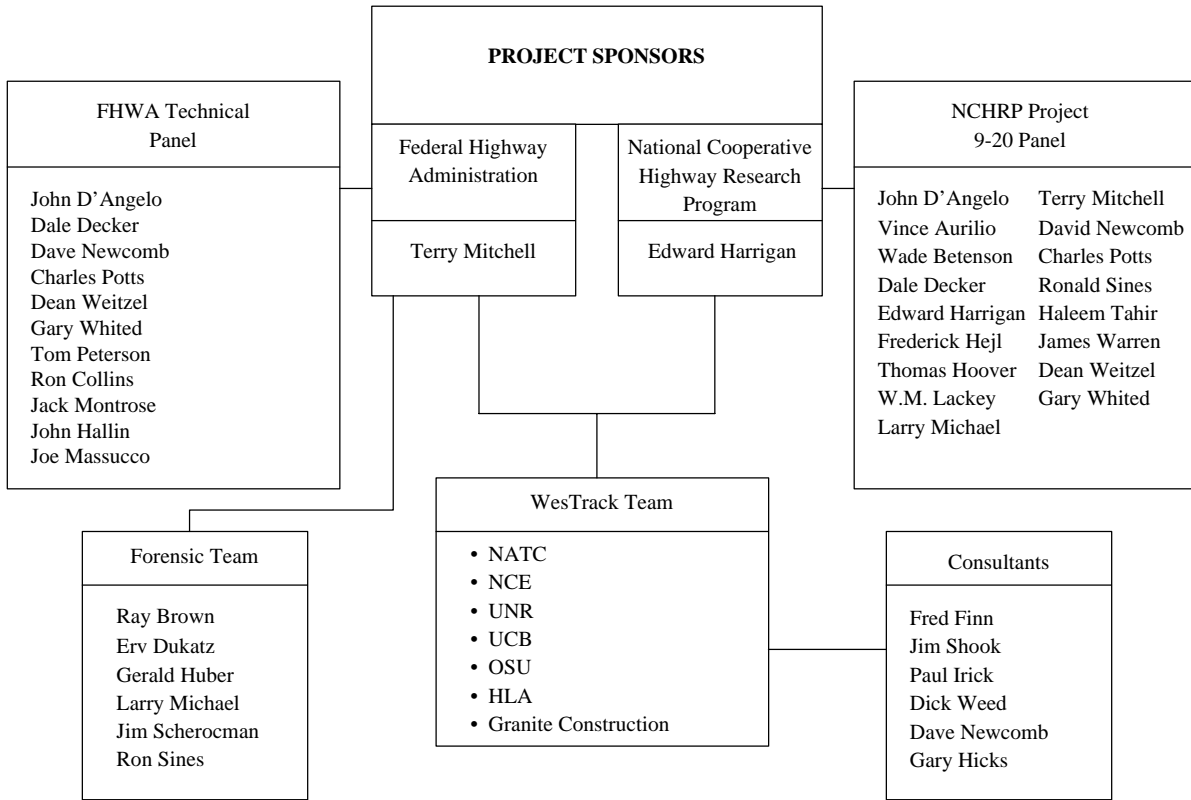 PROJECT SPONSORS
FHWA Technical
Panel
John D’Angelo
Dale Decker
Dave Newcomb
Charles Potts
Dean Weitzel
Gary Whited
Tom Peterson
Ron Collins
Jack Montrose
John Hallin
Joe Massucco
Federal Highway
Administration
Terry Mitchell
National Cooperative
Highway Research
Program
Edward Harrigan
NCHRP Project
9-20 Panel
John D’Angelo
Vince Aurilio
Wade Betenson
Dale Decker
Edward Harrigan
Frederick Hejl
Thomas Hoover
W.M. Lackey
Larry Michael
Terry Mitchell
David Newcomb
Charles Potts
Ronald Sines
Haleem Tahir
James Warren
Dean Weitzel
Gary Whited
Forensic Team
Ray Brown
Erv Dukatz
Gerald Huber
Larry Michael
Jim Scherocman
Ron Sines
WesTrack Team
• NATC
• NCE
• UNR
• UCB
• OSU
• HLA
• Granite Construction
Consultants
Fred Finn
Jim Shook
Paul Irick
Dick Weed
Dave Newcomb
Gary Hicks